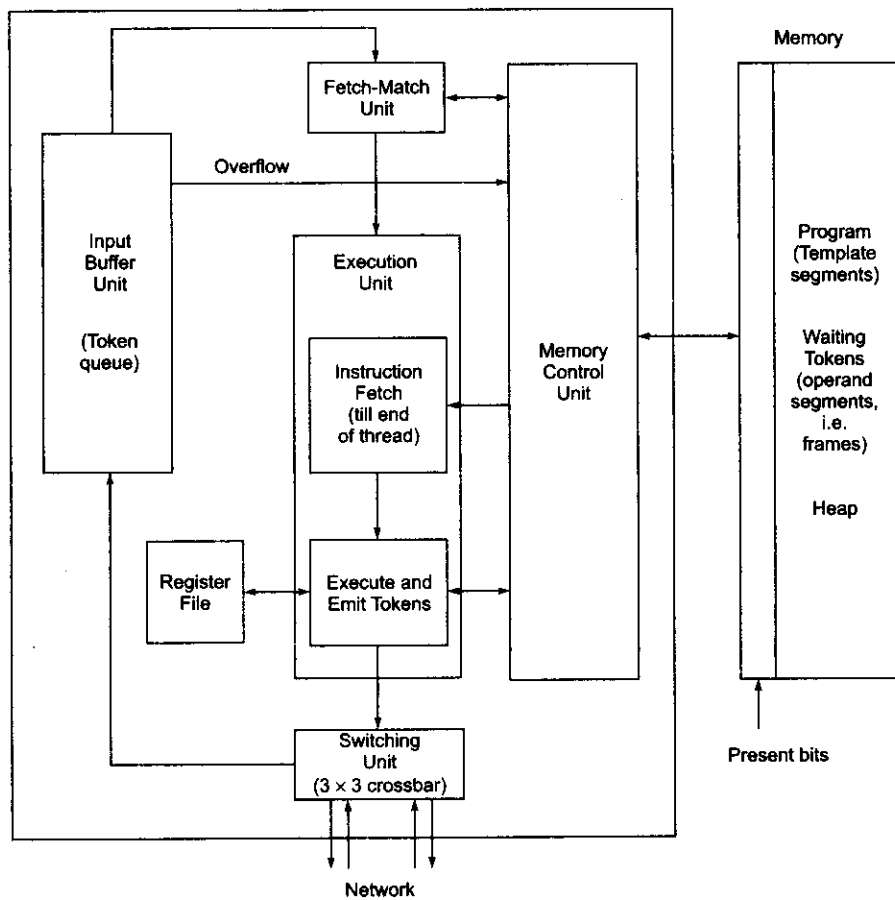 Memory
Fetch-Match
Unit
Overflow
Input
Buffer
Unit
(Token
queue)
Execution
Unit
Instruction
Fetch
(till end
of thread)
Memory
Control
Unit
Program
(Template
segments)
Waiting
Tokens
(operand
segments,
i.e.
frames)
Heap
Register
File
Execute and
Emit Tokens
Switching
Unit
(3 × 3 crossbar)
Present bits
Network